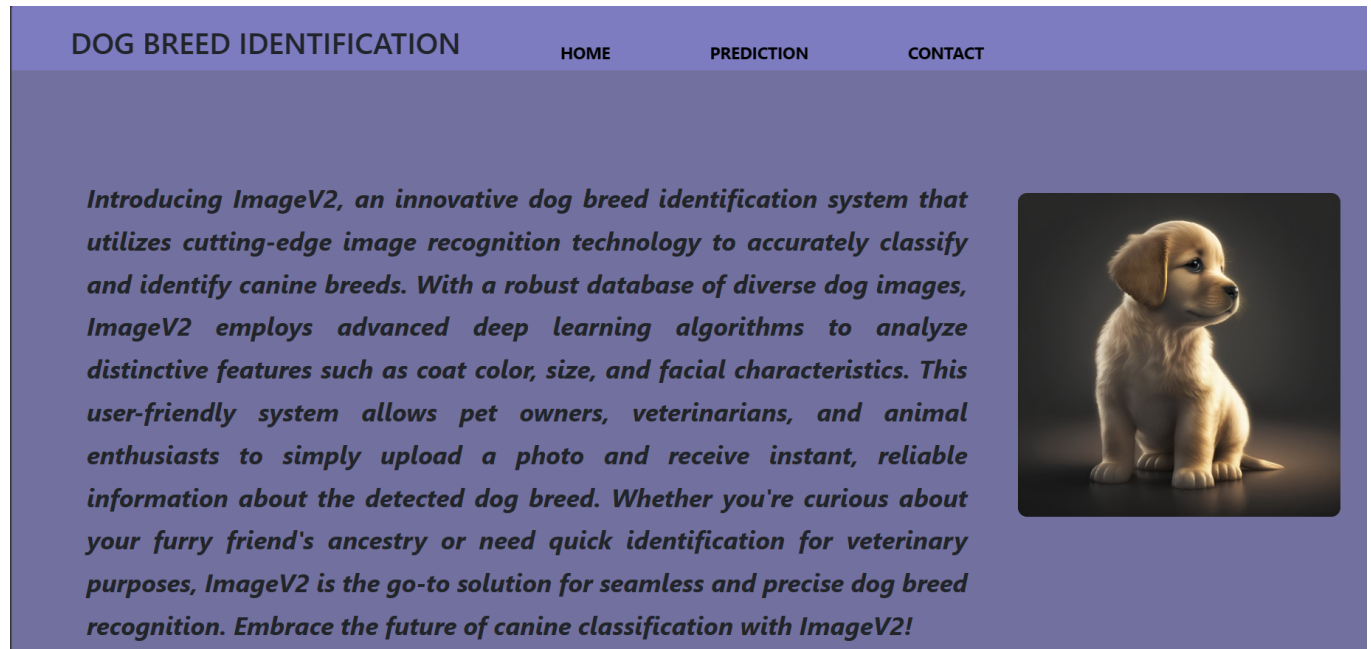 DOG BREED IDENTIFICATION
HOME PREDICTION CONTACT
Introducing ImageV2, an innovative dog breed identification system that
utilizes cutting-edge image recognition technology to accurately classify
and identify canine breeds. With a robust database of diverse dog images,
ImageV2 employs advanced deep learning algorithms to analyze
distinctive features such as coat color, size, and facial characteristics. This
user-friendly system allows pet owners, veterinarians, and animal
enthusiasts to simply upload a photo and receive instant, reliable
information about the detected dog breed. Whether you're curious about
your furry friend's ancestry or need quick identification for veterinary
purposes, ImageV2 is the go-to solution for seamless and precise dog breed
recognition. Embrace the future of canine classification with ImageV2!